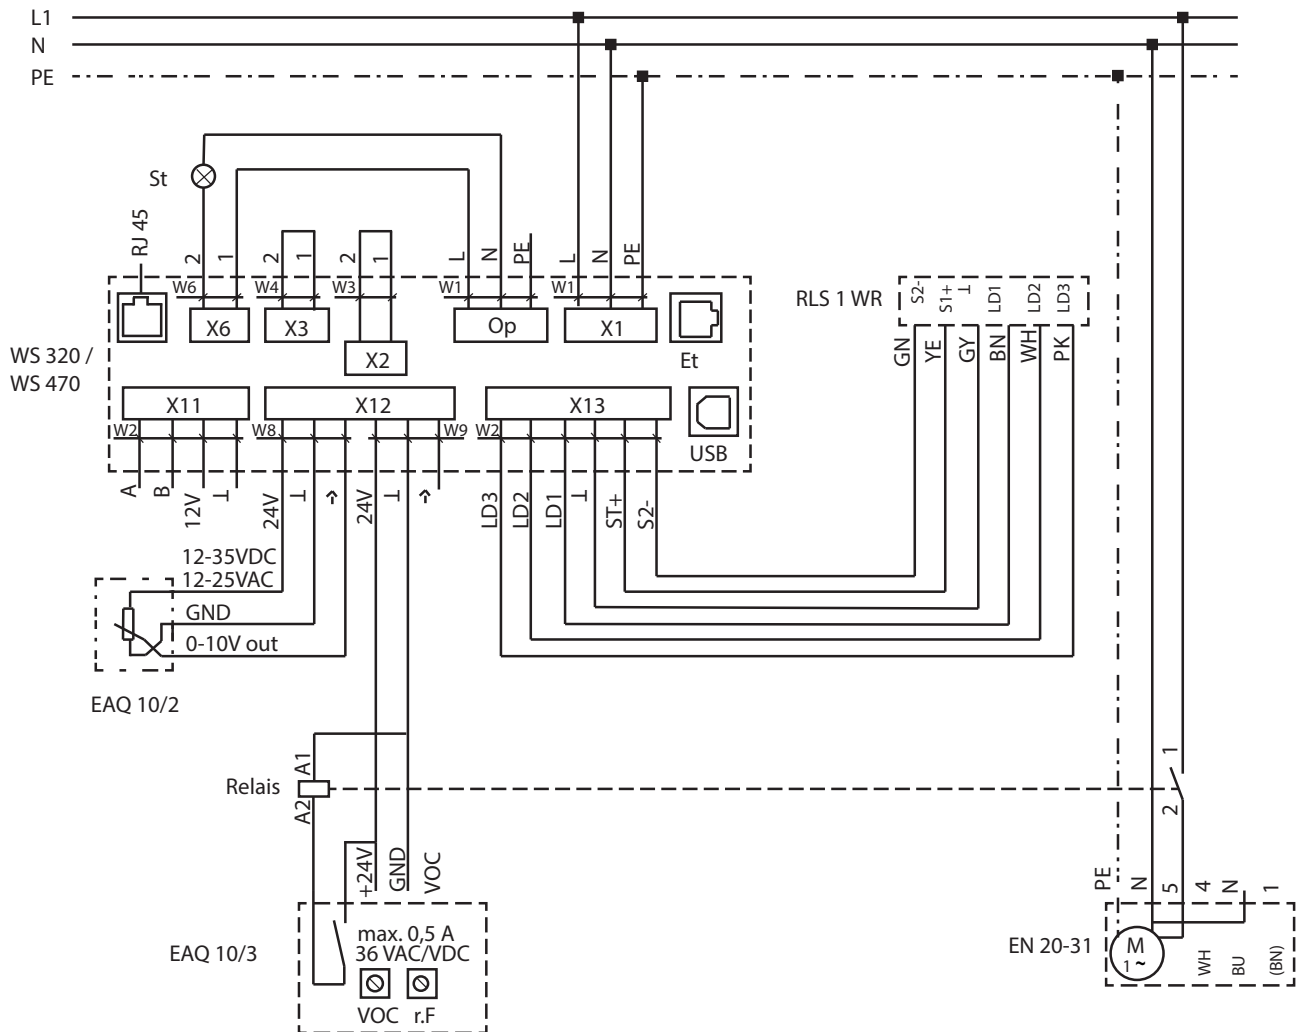 L1
N
PE
St
RJ 45
2
1
2
1
2
1
L
N
PE
L
N
PE
W6
W4
W3
W1
W1
X6
X3
X2
Op
X1
Et
WS 320 /
WS 470
X11
X12
X13
USB
W2
W8
W9
W2
A
B
12V
⊥
24V
⊥
24V
⊥
LD3
LD2
LD1
⊥
ST+
S2-
RLS 1 WR
S2-
S1+
⊥
LD1
LD2
LD3
GN
YE
GY
BN
WH
PK
12-35VDC
12-25VAC
GND
0-10V out
EAQ 10/2
Relais
A1
A2
1
2
+24V
GND
VOC
EAQ 10/3
max. 0,5 A
36 VAC/VDC
VOC r.F
PE
N
5
4
N
1
EN 20-31
M
1 ~
WH
BU
(BN)